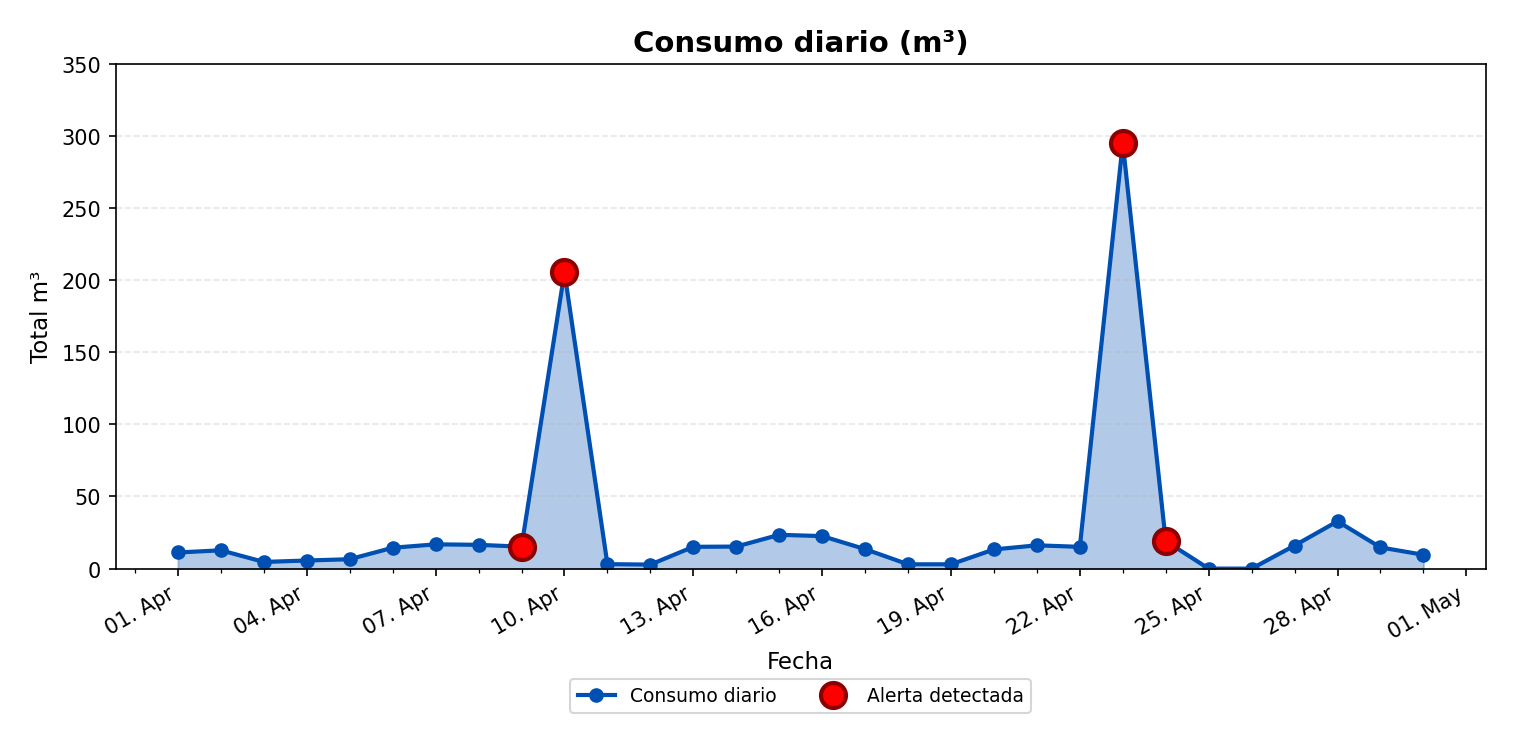 Consumo diario (m³)
350
300
250
200
150
100
50
0
Total m³
01. Apr
04. Apr
07. Apr
10. Apr
13. Apr
16. Apr
19. Apr
22. Apr
25. Apr
28. Apr
01. May
Fecha
Consumo diario
Alerta detectada